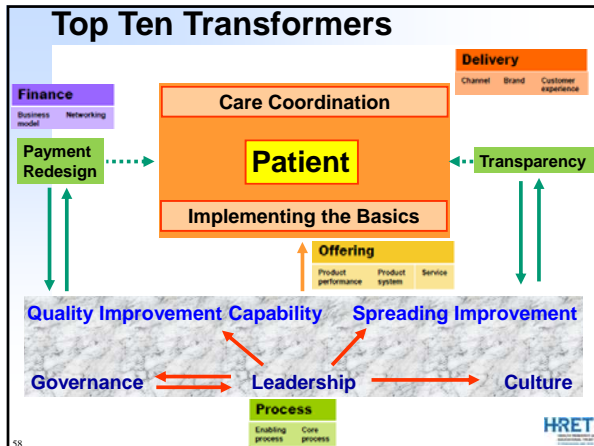 Top Ten Transformers
Delivery
Channel Brand Customer experience
Finance
Business model Networking
Care Coordination
Payment Redesign
Patient
Transparency
Implementing the Basics
Offering
Product performance Product system Service
Quality Improvement Capability Spreading Improvement
Governance Leadership Culture
Process
Enabling process Core process
58
HRET